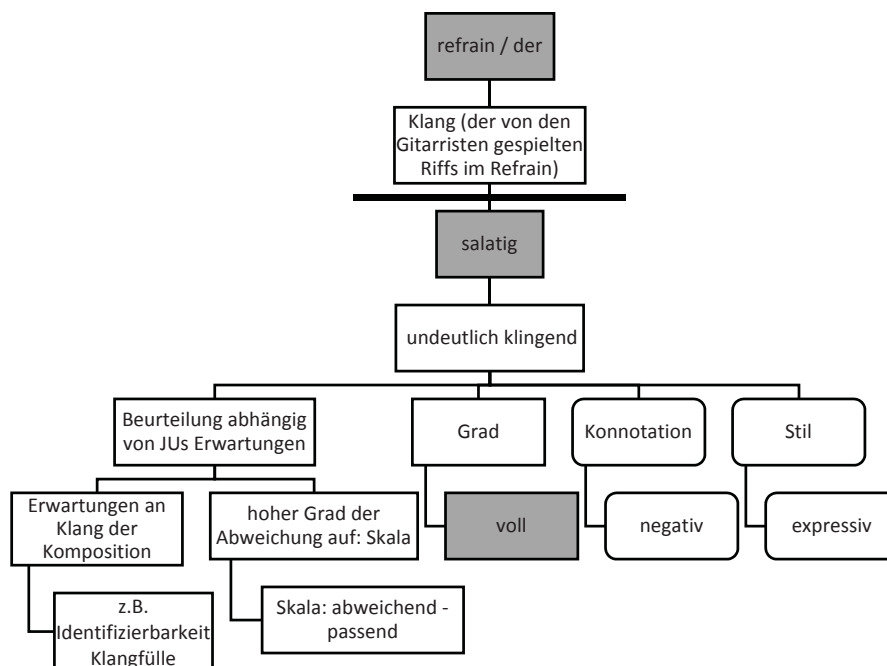 refrain / der
Klang (der von den
Gitarristen gespielten
Riffs im Refrain)
salatig
undeutlich klingend
Beurteilung abhängig
von JUs Erwartungen
Grad
Konnotation
Stil
Erwartungen an
Klang der
Komposition
hoher Grad der
Abweichung auf: Skala
voll
negativ
expressiv
z.B.
Identifizierbarkeit
Klangfülle
Skala: abweichend -
passend